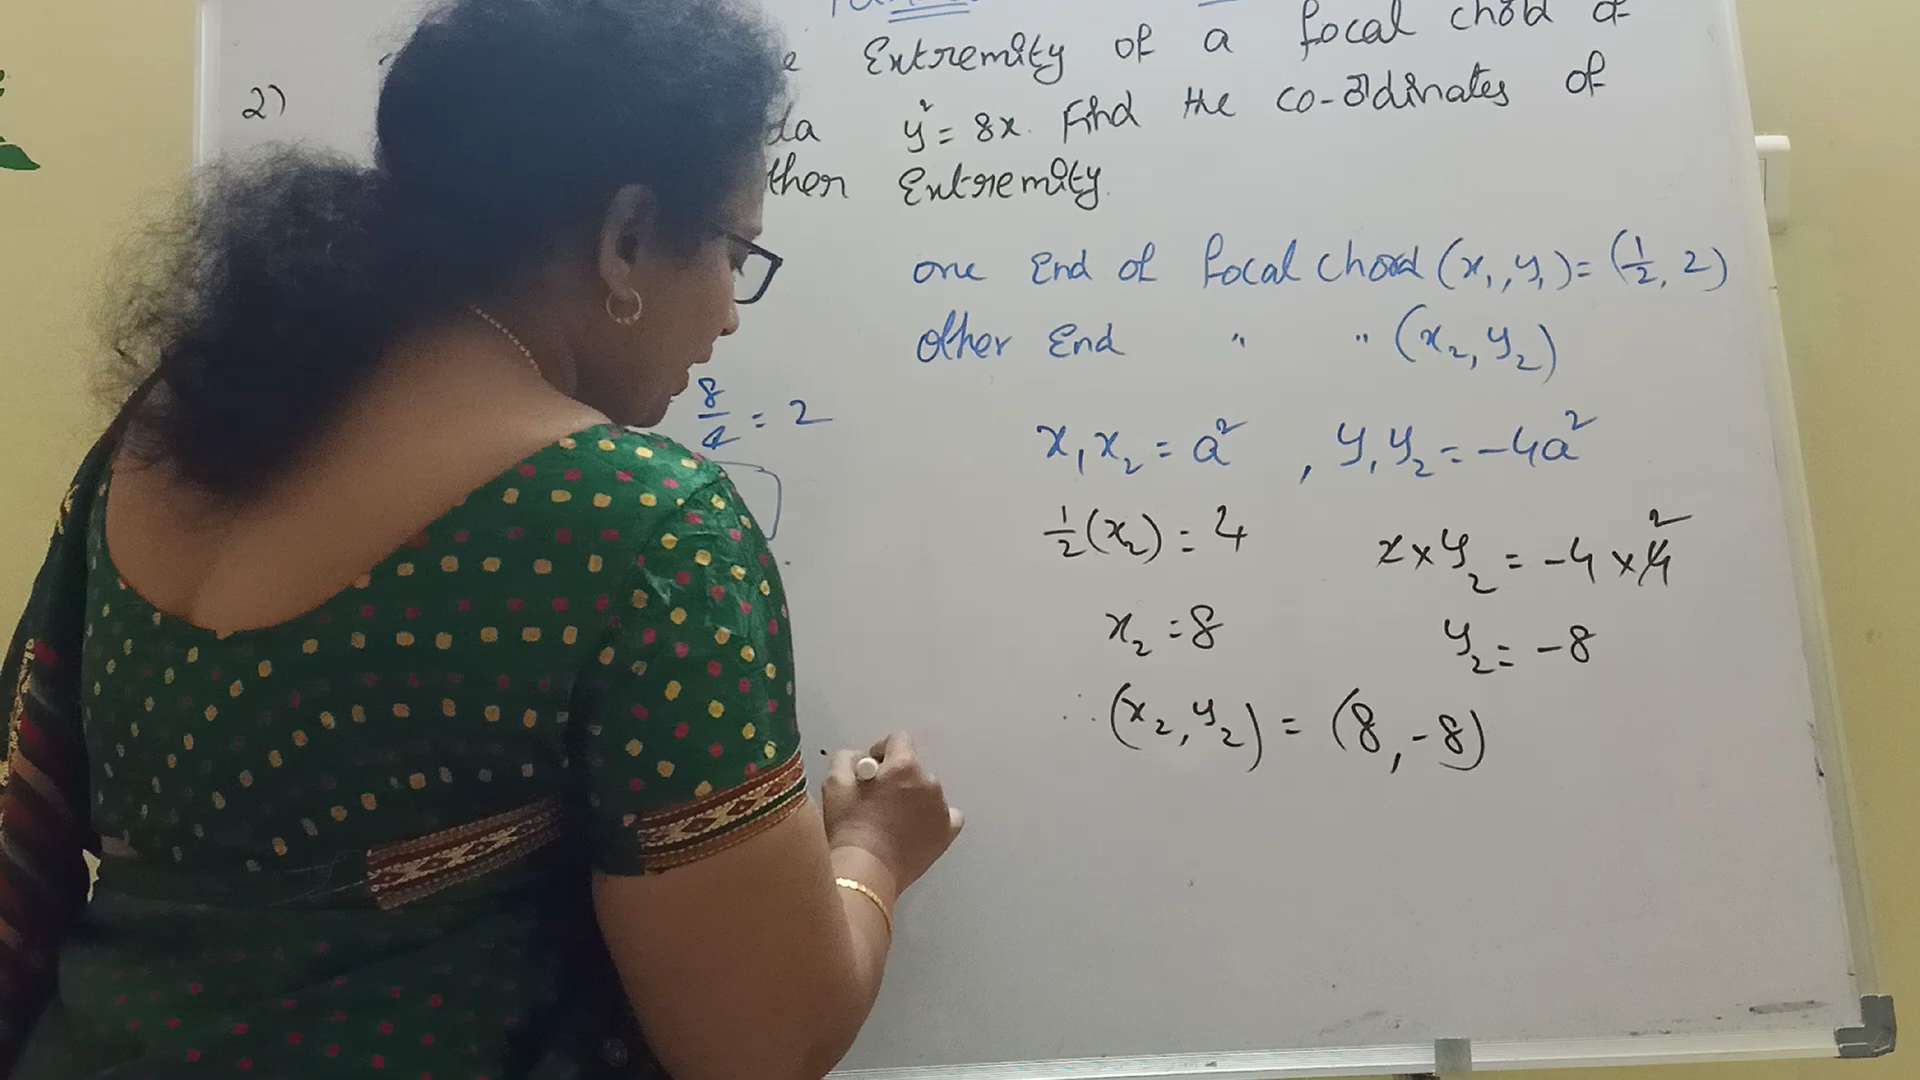 2) Extremity of a focal chord of
y² = 8x. Find the co-ordinates of
Extremity.
one End of focal chord (x₁, y₁) = (1/2, 2)
other End " " (x₂, y₂)
8/4 = 2
x₁x₂ = a² , y₁y₂ = -4a²
1/2(x₂) = 4
2×y₂ = -4×4 2
x₂ = 8
y₂ = -8
∴ (x₂, y₂) = (8, -8)